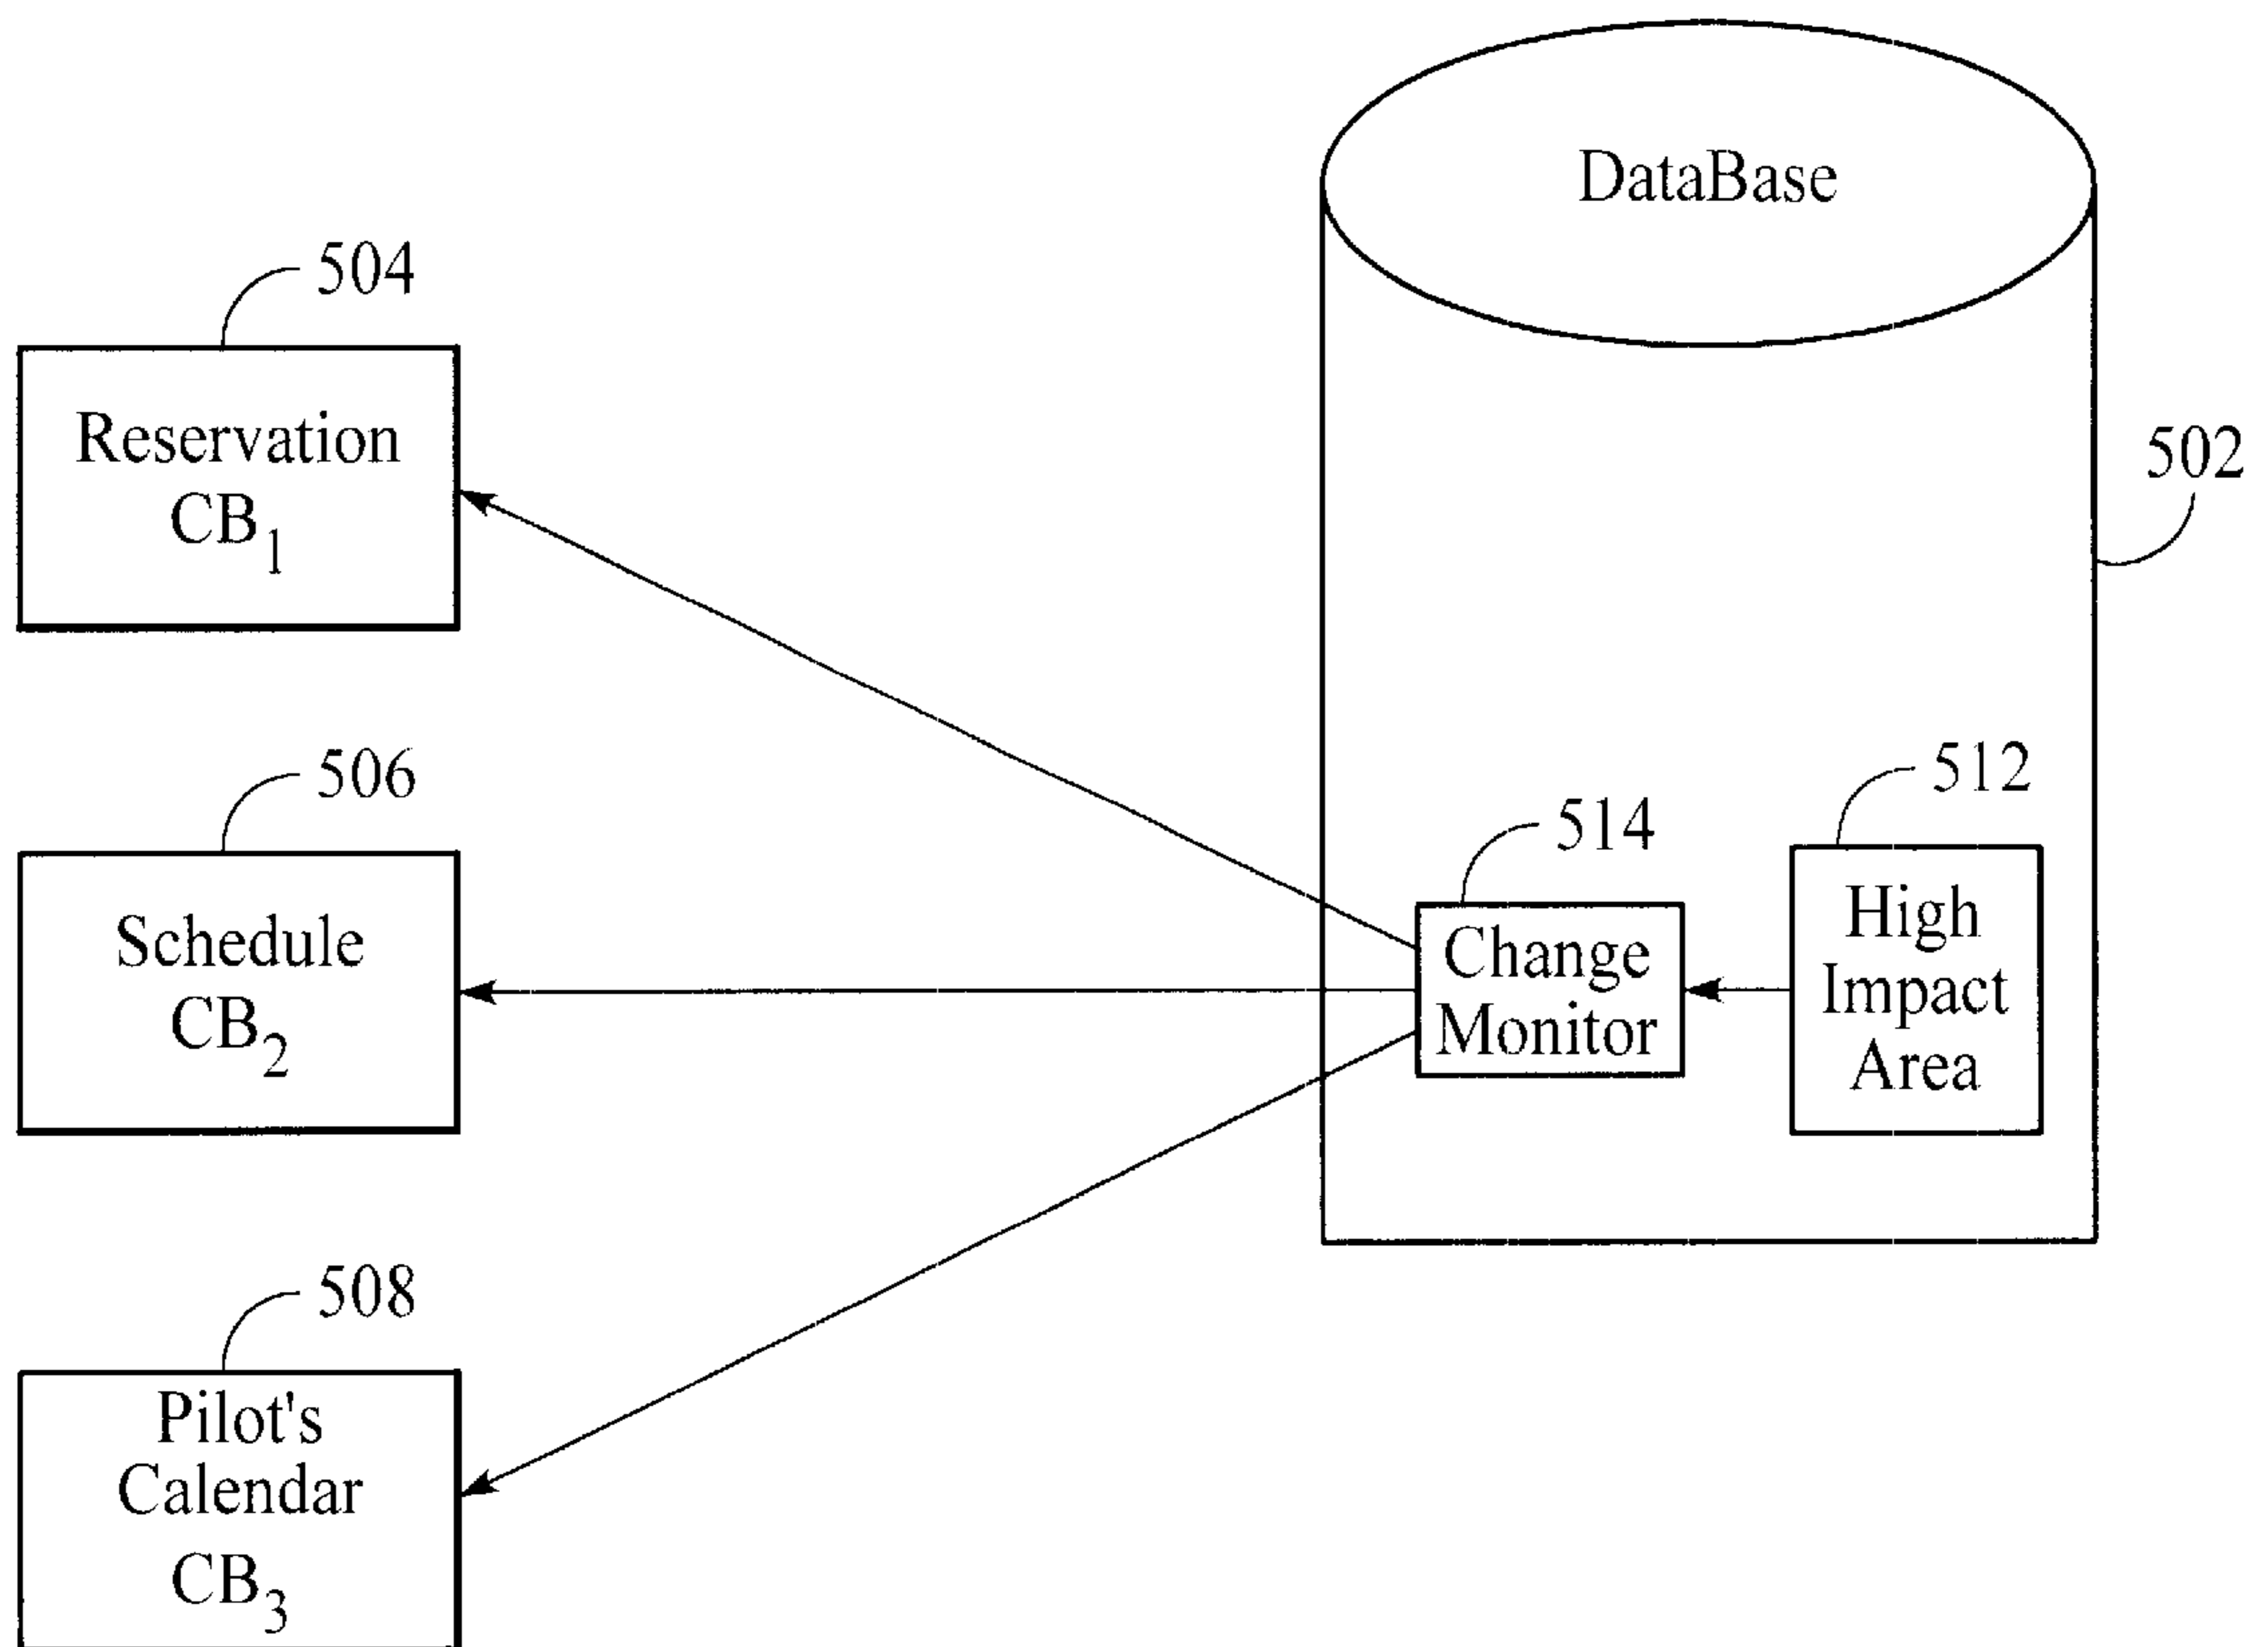 DataBase
504
Reservation
CB1
502
506
Schedule
CB2
514
Change
Monitor
512
High
Impact
Area
508
Pilot's
Calendar
CB3